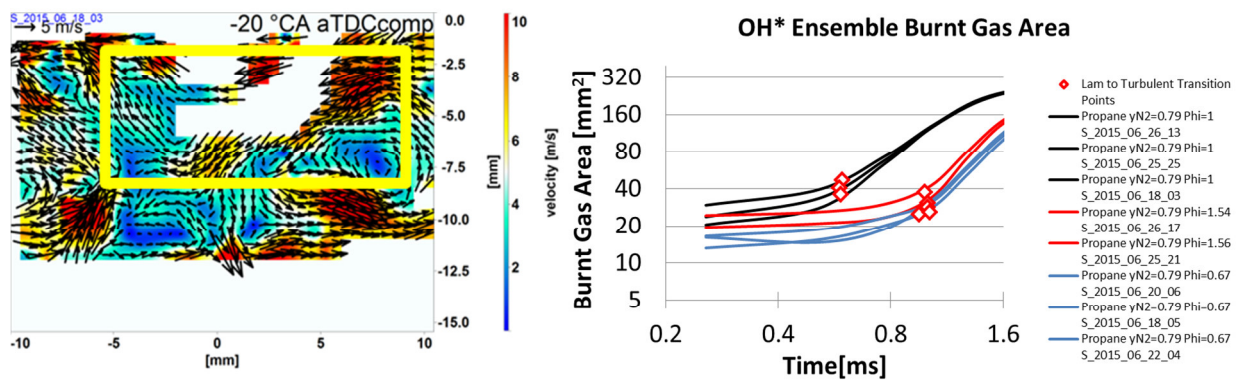 S_2015_06_18_03
5 m/s
-20 °CA aTDCcomp
0.0
-2.5
-5.0
-7.5
-10.0
-12.5
-15.0
[mm]
-10
-5
0
5
10
[mm]
10
8
6
4
2
velocity [m/s]
OH* Ensemble Burnt Gas Area
Burnt Gas Area [mm²]
320
160
80
40
20
10
5
0.2
0.4
0.8
1.6
Time[ms]
Lam to Turbulent Transition
Points
Propane yN2=0.79 Phi=1
S_2015_06_26_13
Propane yN2=0.79 Phi=1
S_2015_06_25_25
Propane yN2=0.79 Phi=1
S_2015_06_18_03
Propane yN2=0.79 Phi=1.54
S_2015_06_26_17
Propane yN2=0.79 Phi=1.56
S_2015_06_25_21
Propane yN2=0.79 Phi=0.67
S_2015_06_20_06
Propane yN2=0.79 Phi=0.67
S_2015_06_18_05
Propane yN2=0.79 Phi=0.67
S_2015_06_22_04